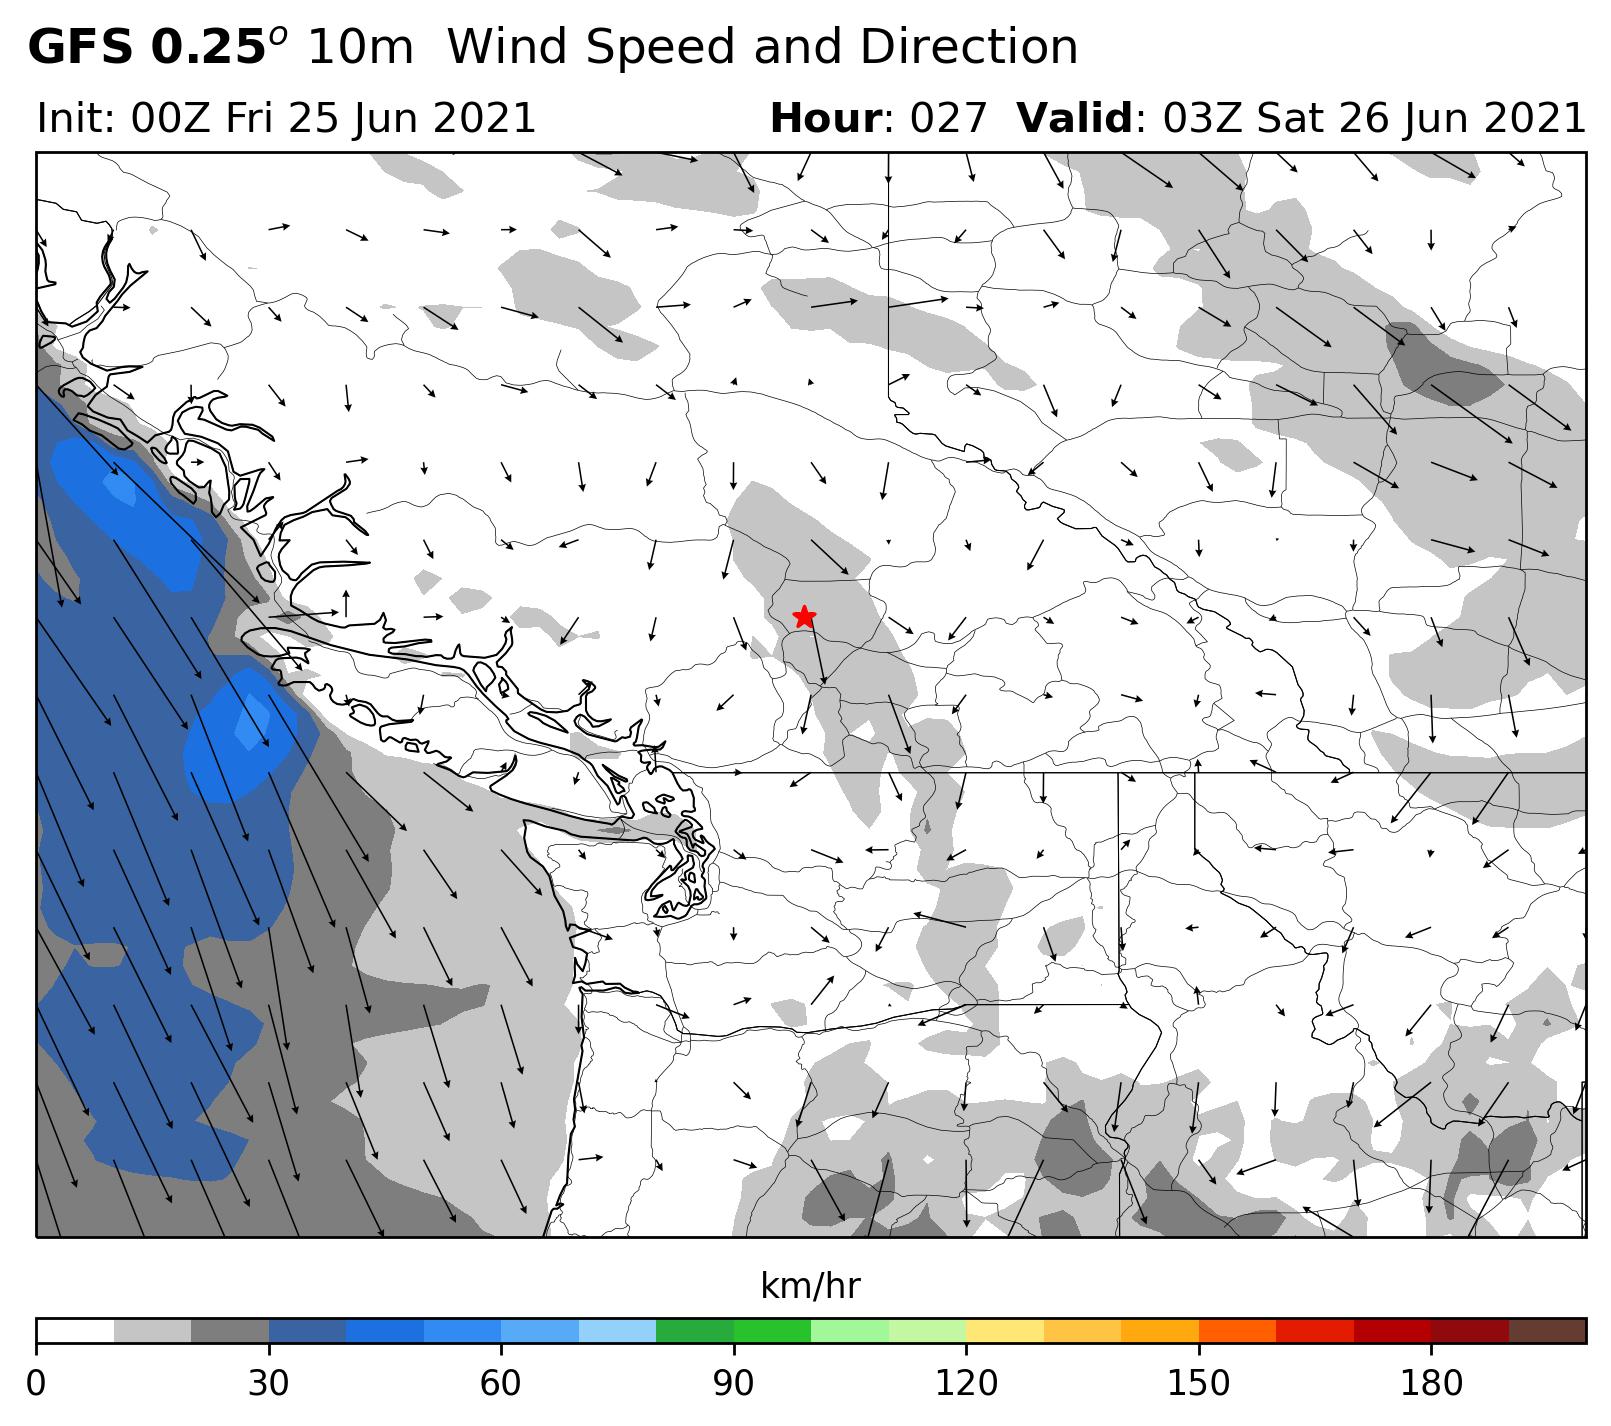 GFS 0.25° 10m Wind Speed and Direction
Init: 00Z Fri 25 Jun 2021 Hour: 027 Valid: 03Z Sat 26 Jun 2021
km/hr
0 30 60 90 120 150 180